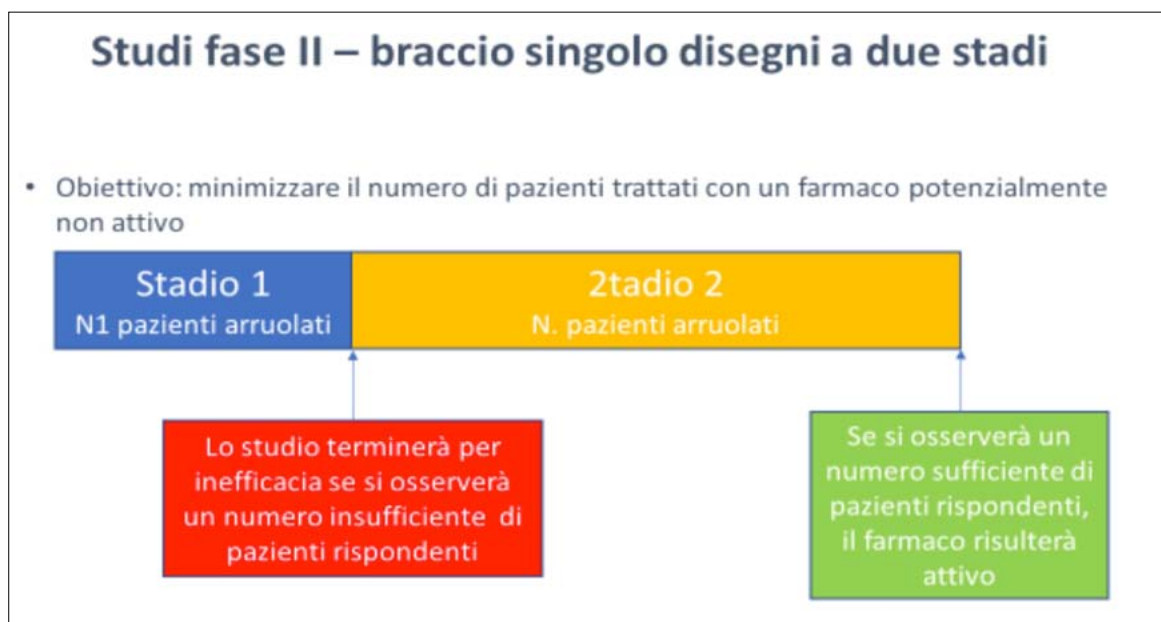 Studi fase II – braccio singolo disegni a due stadi
• Obiettivo: minimizzare il numero di pazienti trattati con un farmaco potenzialmente
non attivo
Stadio 1
N1 pazienti arruolati
2tadio 2
N. pazienti arruolati
Lo studio terminerà per
inefficacia se si osserverà
un numero insufficiente di
pazienti rispondenti
Se si osserverà un
numero sufficiente di
pazienti rispondenti,
il farmaco risulterà
attivo